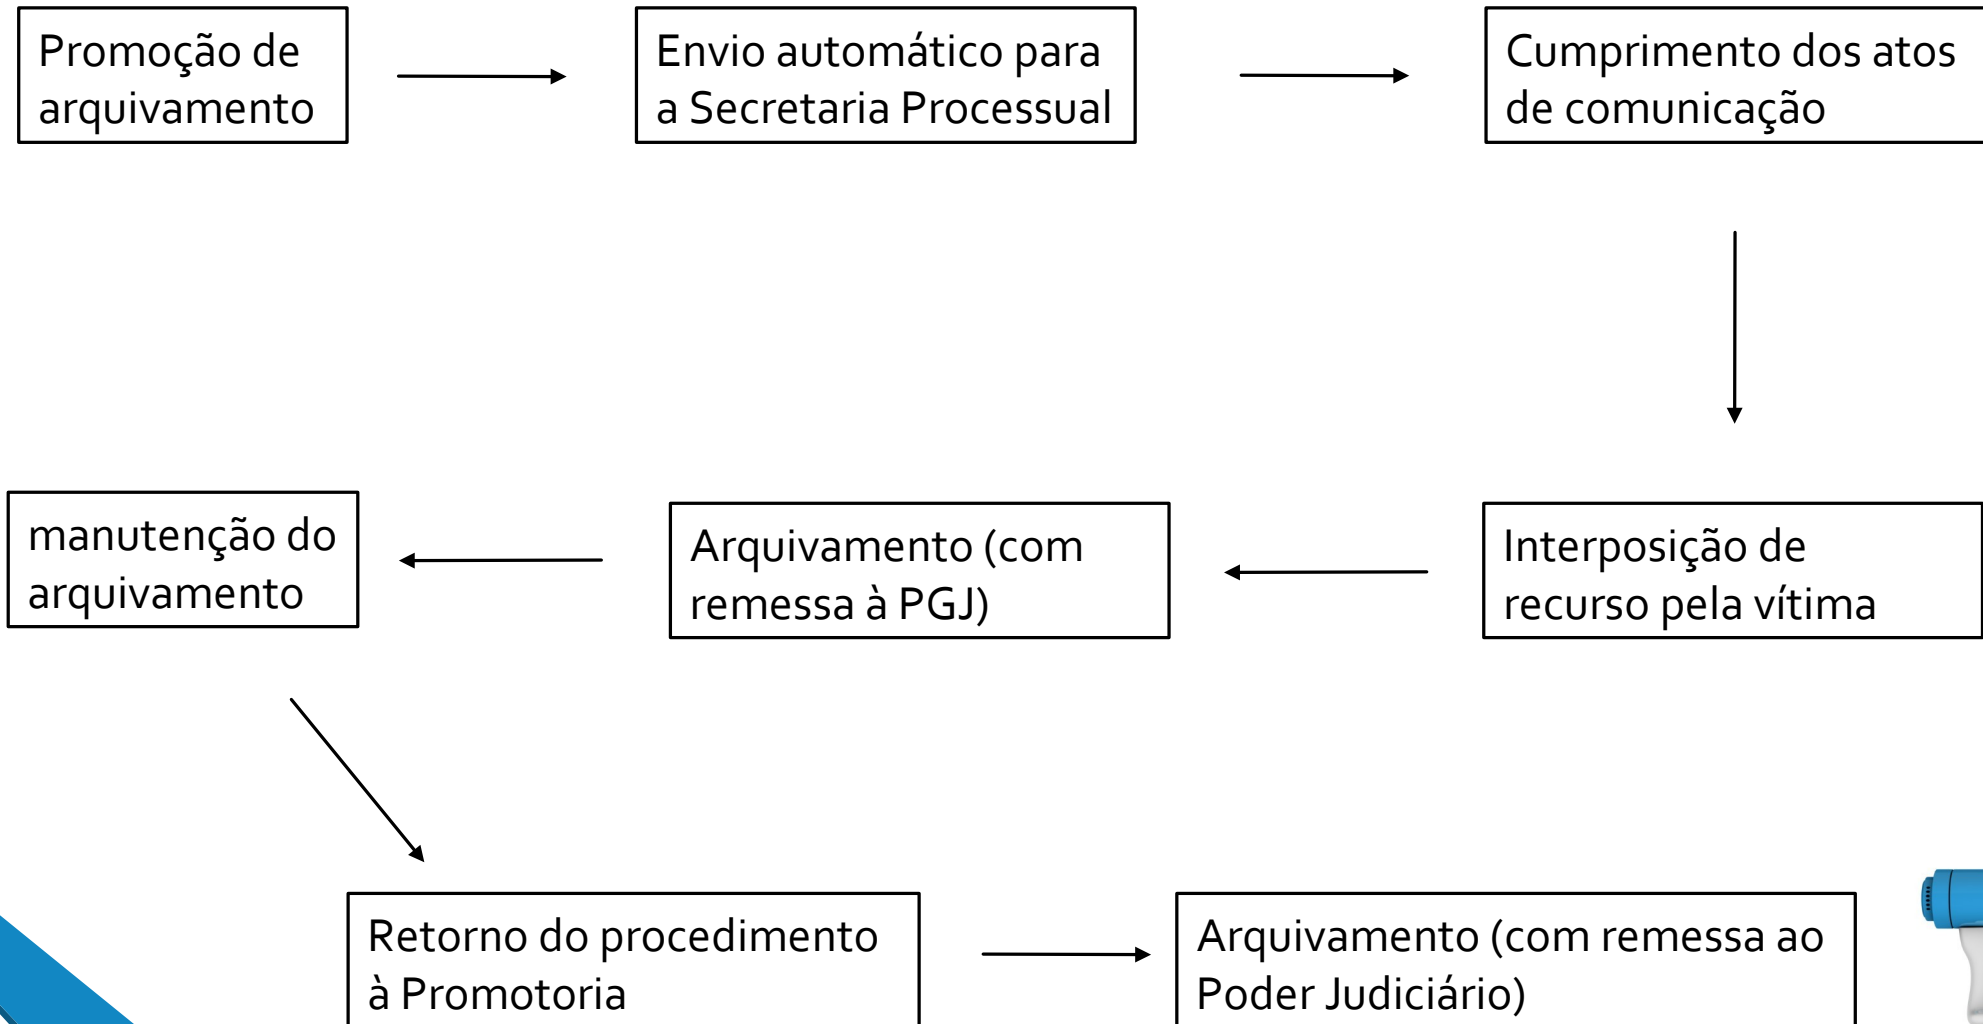 Promoção de
arquivamento
Envio automático para
a Secretaria Processual
Cumprimento dos atos
de comunicação
Interposição de
recurso pela vítima
Arquivamento (com
remessa à PGJ)
manutenção do
arquivamento
Retorno do procedimento
à Promotoria
Arquivamento (com remessa ao
Poder Judiciário)